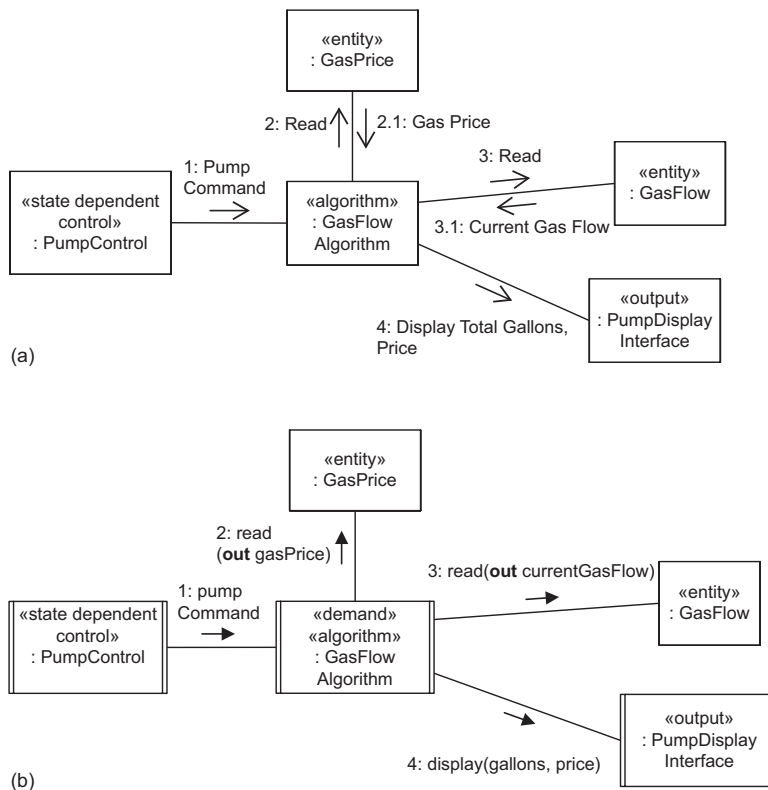 «entity»
: GasPrice
2: Read
2.1: Gas Price
1: Pump
Command
3: Read
«state dependent
control»
: PumpControl
«algorithm»
: GasFlow
Algorithm
«entity»
: GasFlow
3.1: Current Gas Flow
«output»
: PumpDisplay
Interface
4: Display Total Gallons,
Price
(a)
«entity»
: GasPrice
2: read
(out gasPrice)
1: pump
Command
3: read(out currentGasFlow)
«state dependent
control»
: PumpControl
«demand»
«algorithm»
: GasFlow
Algorithm
«entity»
: GasFlow
«output»
: PumpDisplay
Interface
4: display(gallons, price)
(b)